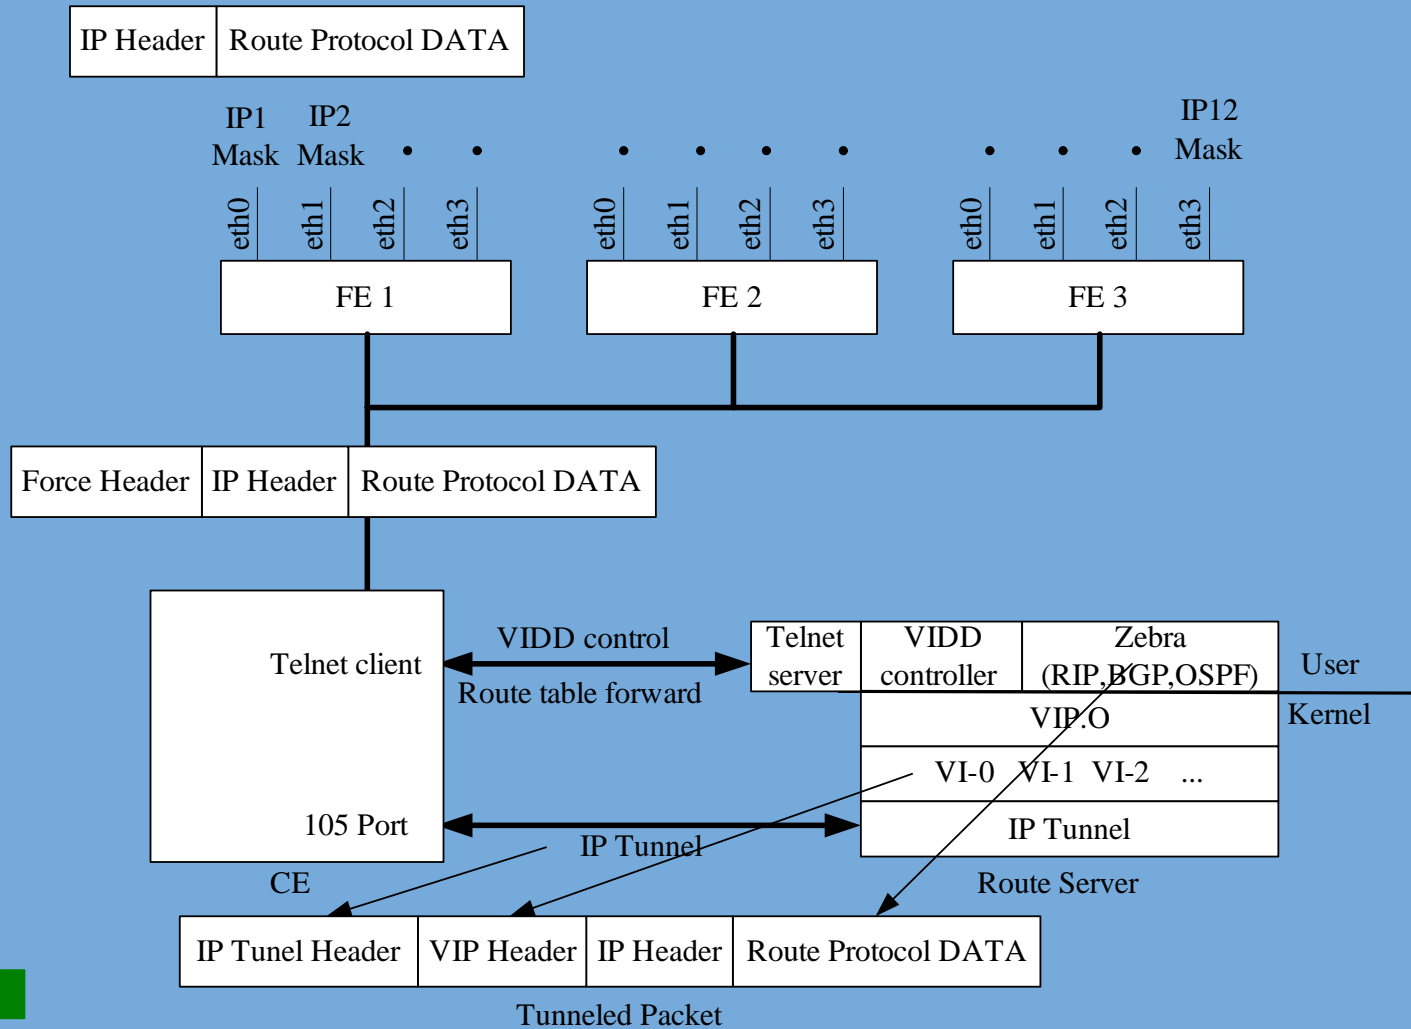 IP Header Route Protocol DATA
IP1 IP2 IP12
Mask Mask Mask
eth0 eth1 eth2 eth3 eth0 eth1 eth2 eth3 eth0 eth1 eth2 eth3
FE 1 FE 2 FE 3
Force Header IP Header Route Protocol DATA
VIDD control
Telnet client
Route table forward
Telnet server
VIDD controller
Zebra
(RIP,BGP,OSPF)
User
Kernel
VIP.O
VI-0 VI-1 VI-2 ...
105 Port
IP Tunnel
IP Tunnel
CE
Route Server
IP Tunel Header VIP Header IP Header Route Protocol DATA
Tunneled Packet